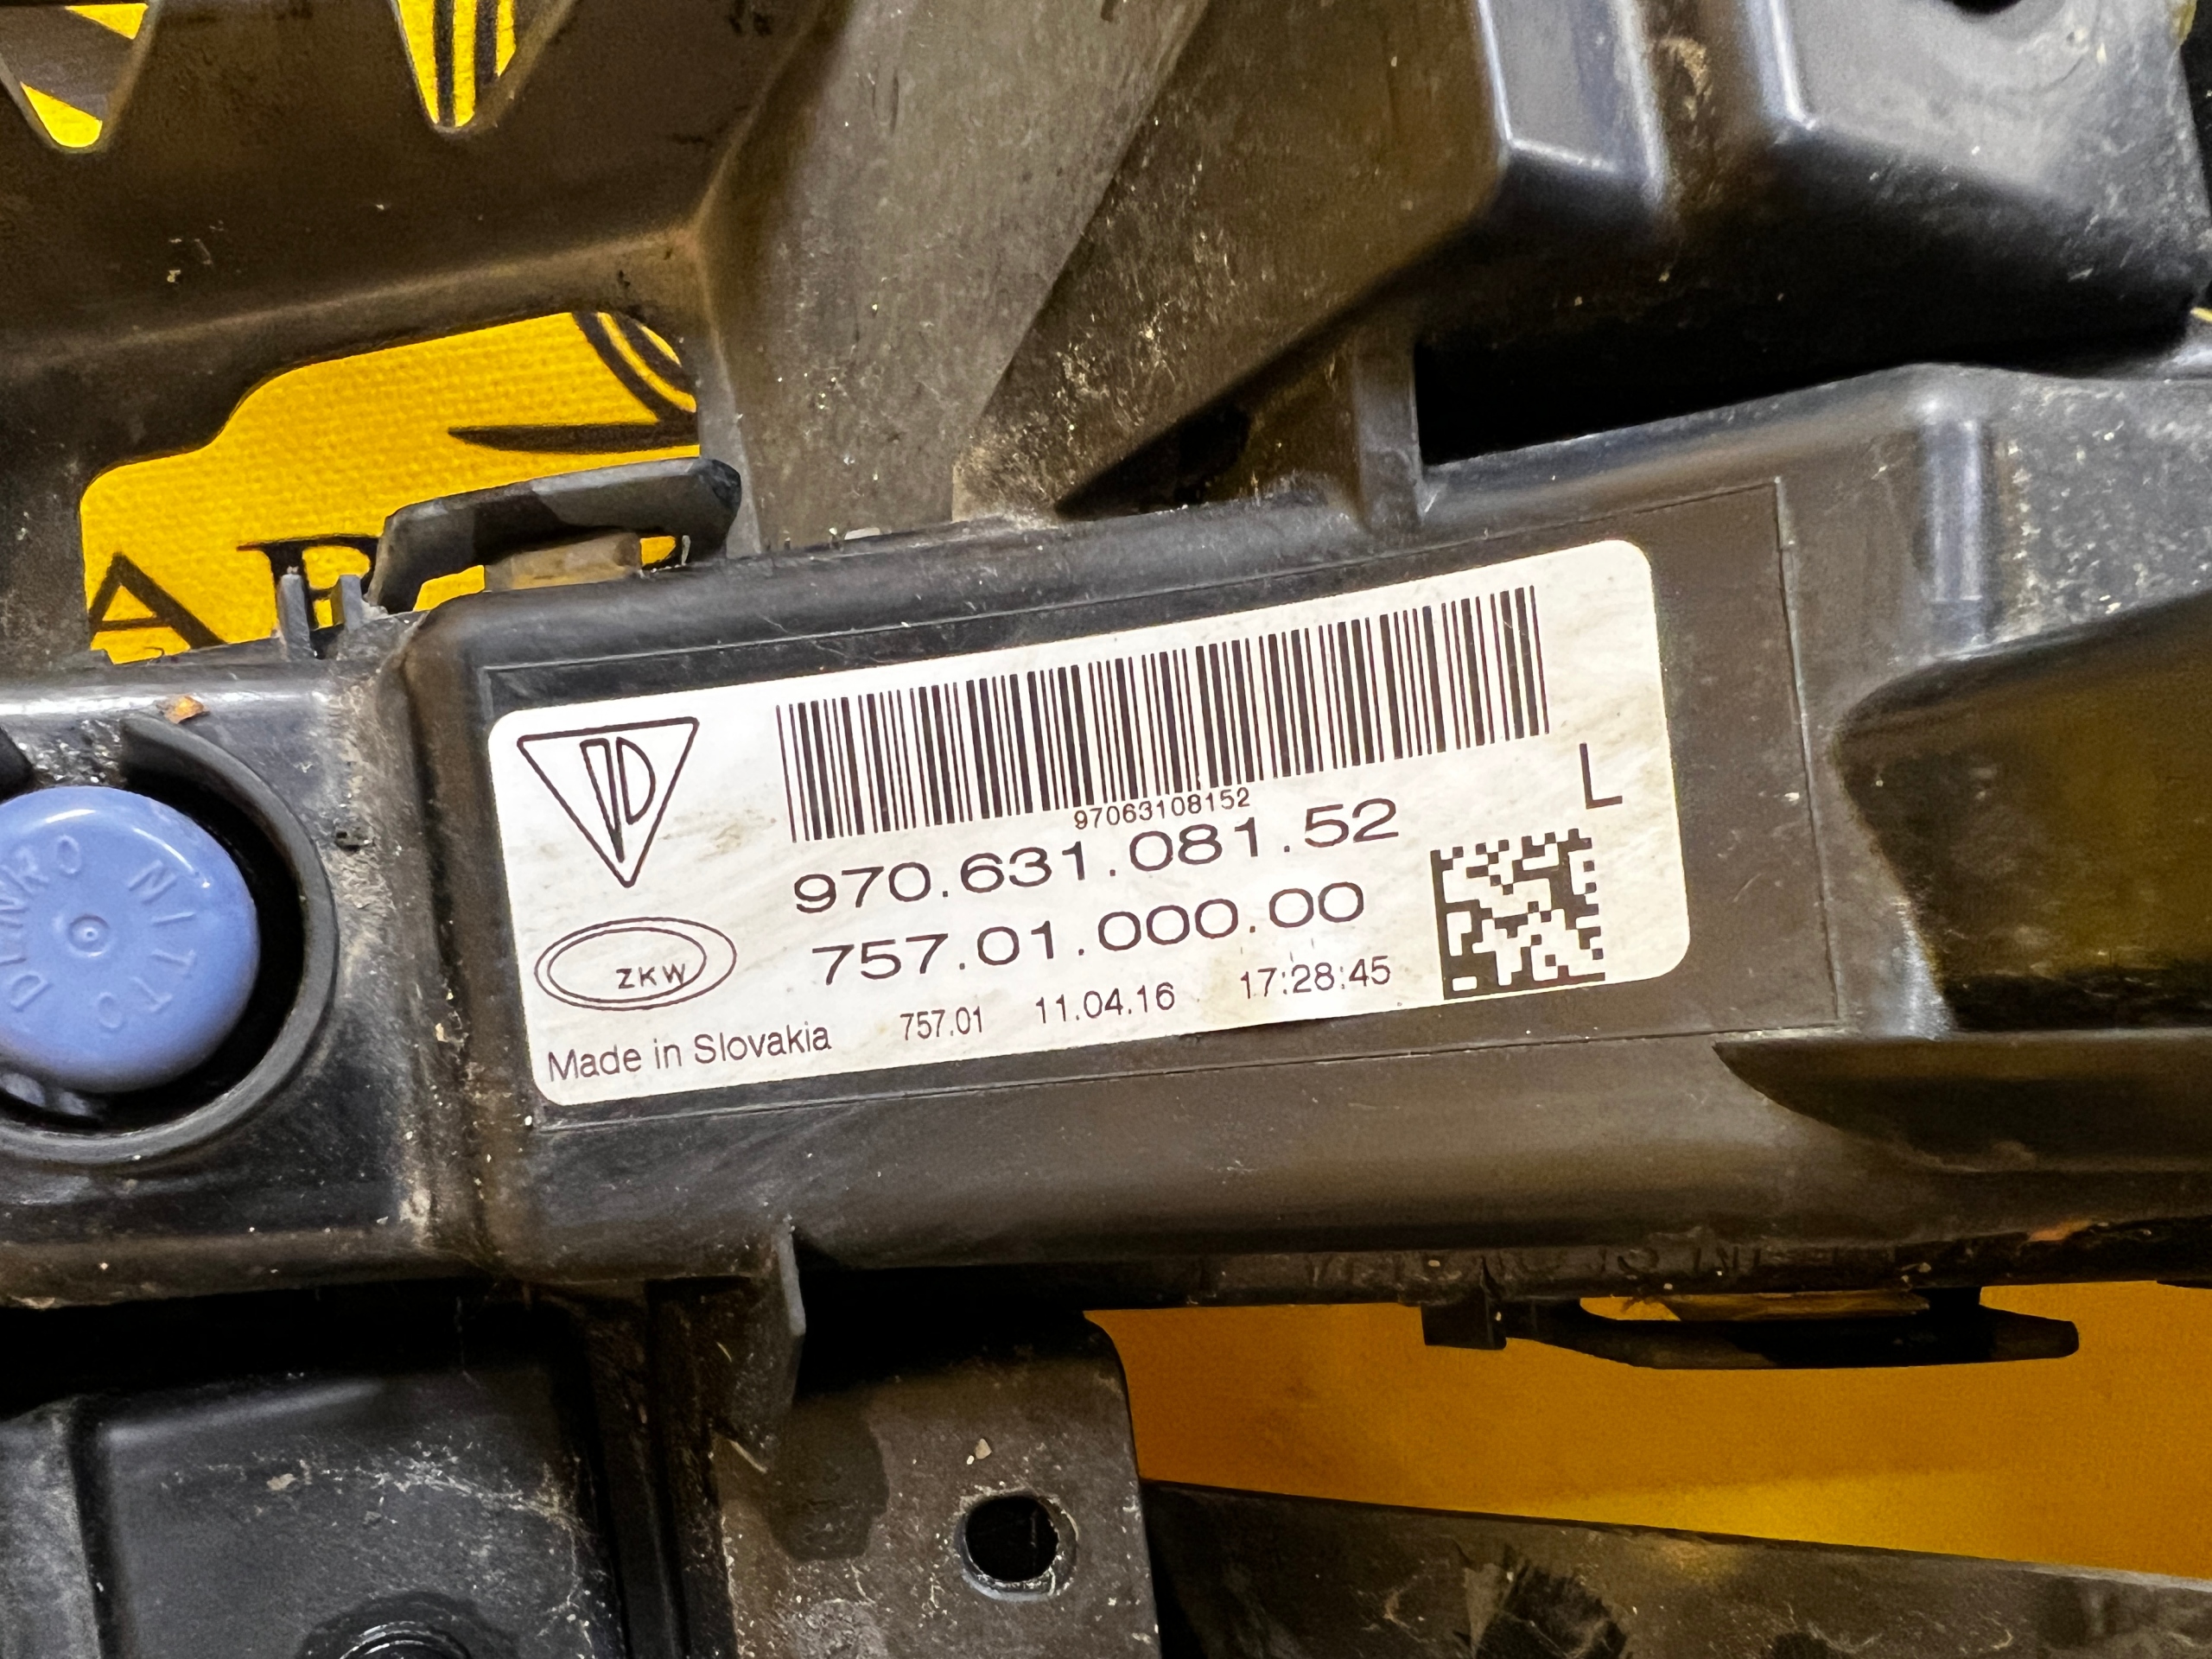 97063108152
L
970.631.081.52
757.01.000.00
ZKW
Made in Slovakia 757.01 11.04.16 17:28:45
NITTO
DENRO